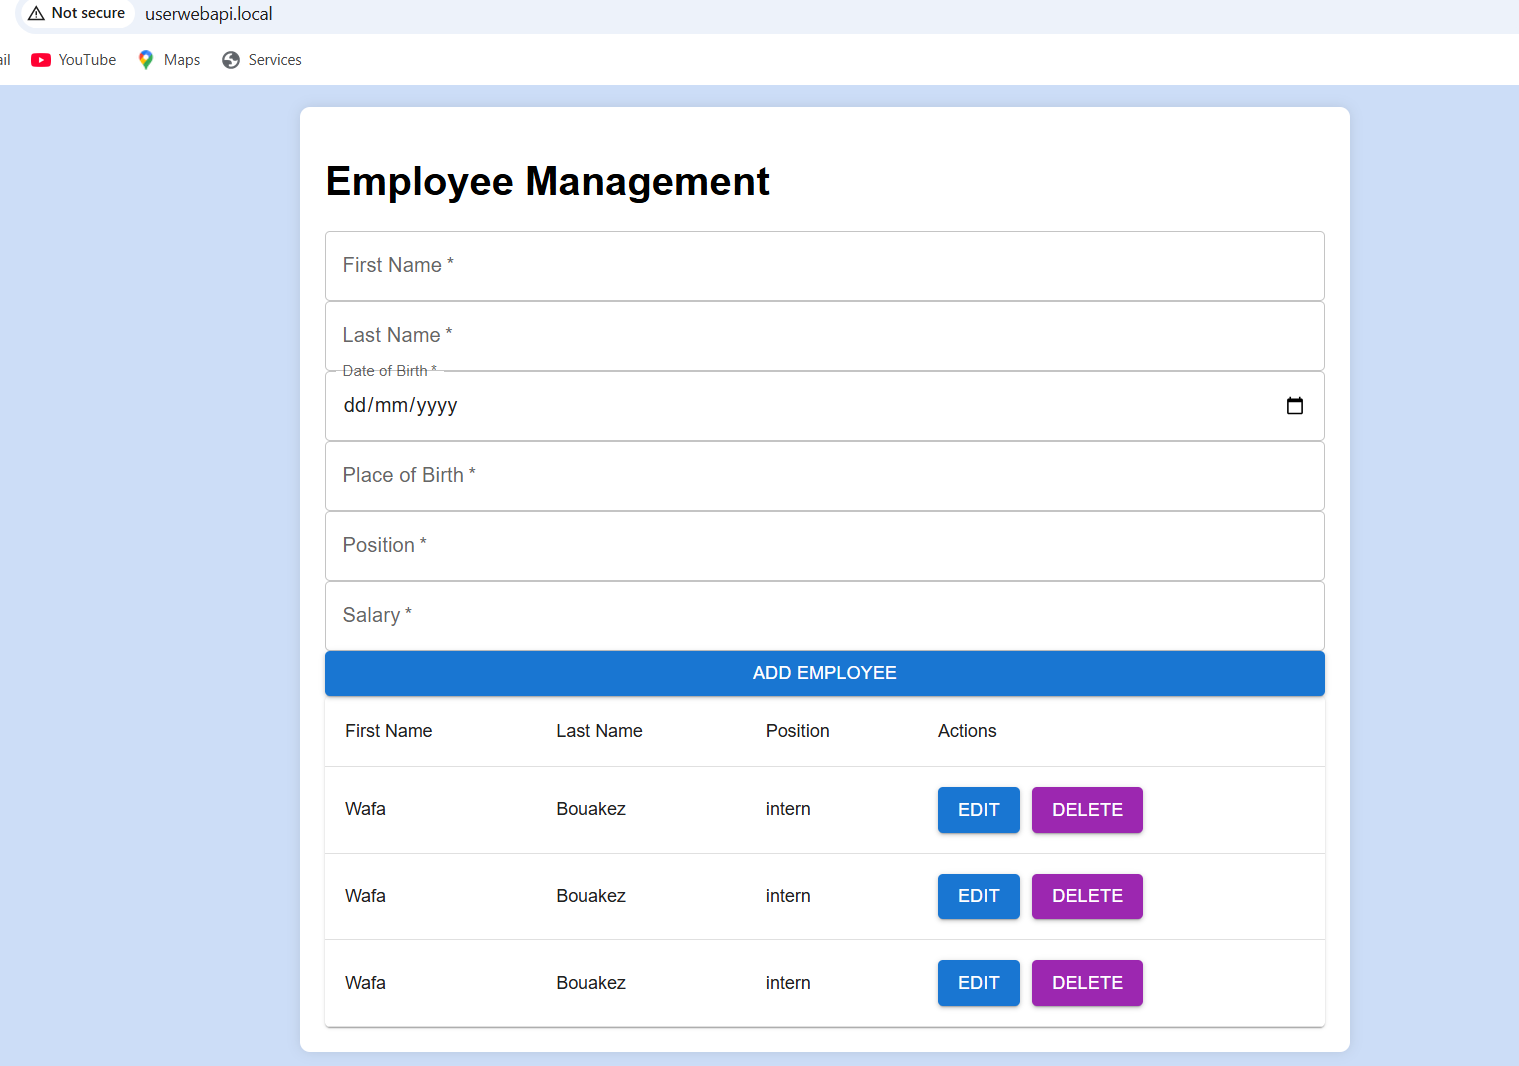 Not secure userwebapi.local
YouTube Maps Services
Employee Management
First Name *
Last Name *
Date of Birth *
dd/mm/yyyy
Place of Birth *
Position *
Salary *
ADD EMPLOYEE
First Name Last Name Position Actions
Wafa Bouakez intern EDIT DELETE
Wafa Bouakez intern EDIT DELETE
Wafa Bouakez intern EDIT DELETE